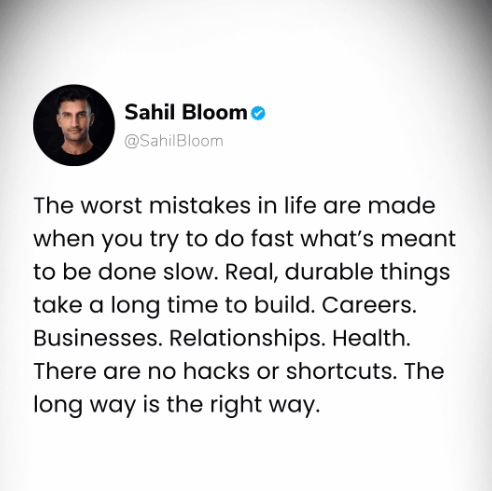 Sahil Bloom
@SahilBloom
The worst mistakes in life are made
when you try to do fast what's meant
to be done slow. Real, durable things
take a long time to build. Careers.
Businesses. Relationships. Health.
There are no hacks or shortcuts. The
long way is the right way.